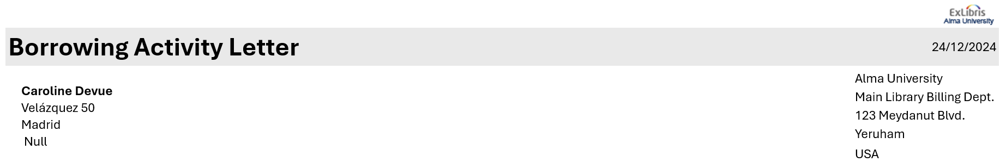 ExLibris
Alma University
Borrowing Activity Letter
24/12/2024
Caroline Devue
Velázquez 50
Madrid
Null
Alma University
Main Library Billing Dept.
123 Meydanut Blvd.
Yeruham
USA